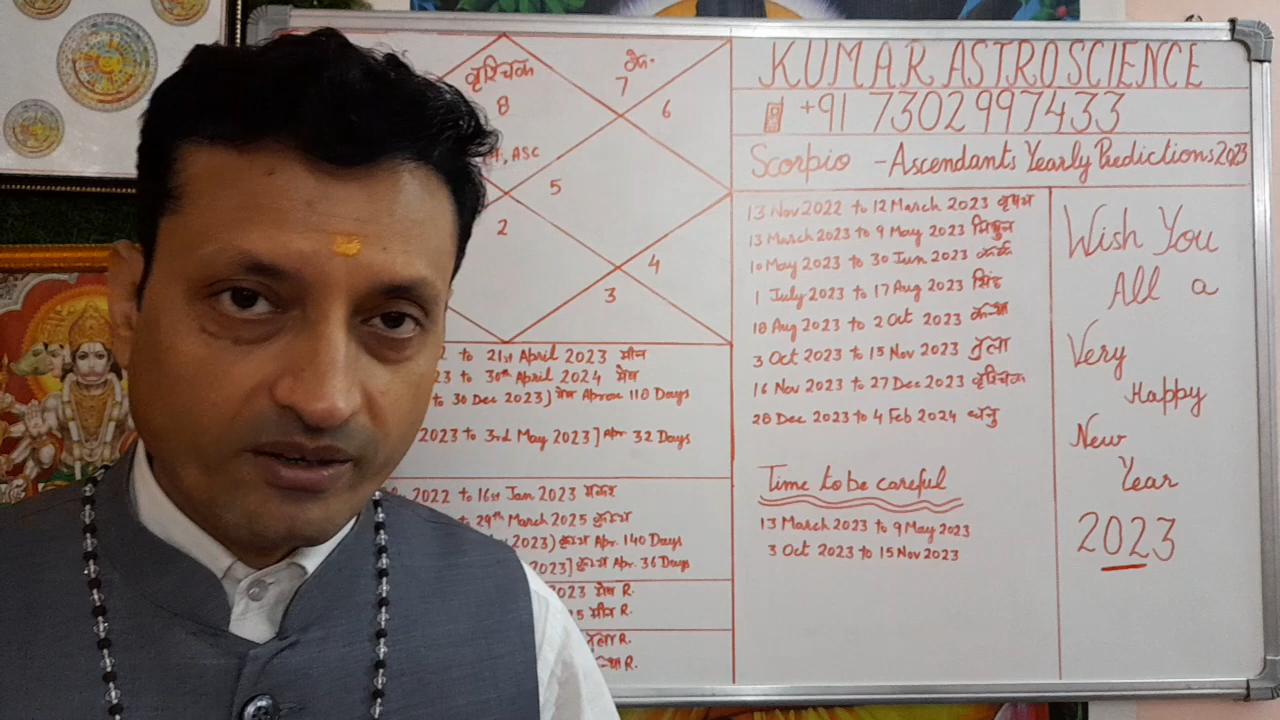 वृश्चिक
8
7
6
ASC
5
2
4
3
to 21st April 2023 मीन
23 to 30th April 2024 मेष
to 30 Dec 2023) मेष Aprox 118 Days
2023 to 3rd May 2023] Apr. 32 Days
2022 to 16st Jan 2023 मकर
to 29th March 2025 कुम्भ
2023) कुम्भ Apr. 140 Days
2023] कुम्भ Apr. 36 Days
2023 मेष R.
5 मीन R.
तुला R.
R.
KUMAR ASTROSCIENCE
+91 7302997433
Scorpio - Ascendants Yearly Predictions 2023
13 Nov 2022 to 12 March 2023 वृषभ
13 March 2023 to 9 May 2023 मिथुन
10 May 2023 to 30 Jun 2023 कर्क
1 July 2023 to 17 Aug 2023 सिंह
18 Aug 2023 to 2 Oct 2023 कन्या
3 Oct 2023 to 15 Nov 2023 तुला
16 Nov 2023 to 27 Dec 2023 वृश्चिक
28 Dec 2023 to 4 Feb 2024 धनु
Time to be careful
13 March 2023 to 9 May 2023
3 Oct 2023 to 15 Nov 2023
Wish You
All a
Very
Happy
New
Year
2023